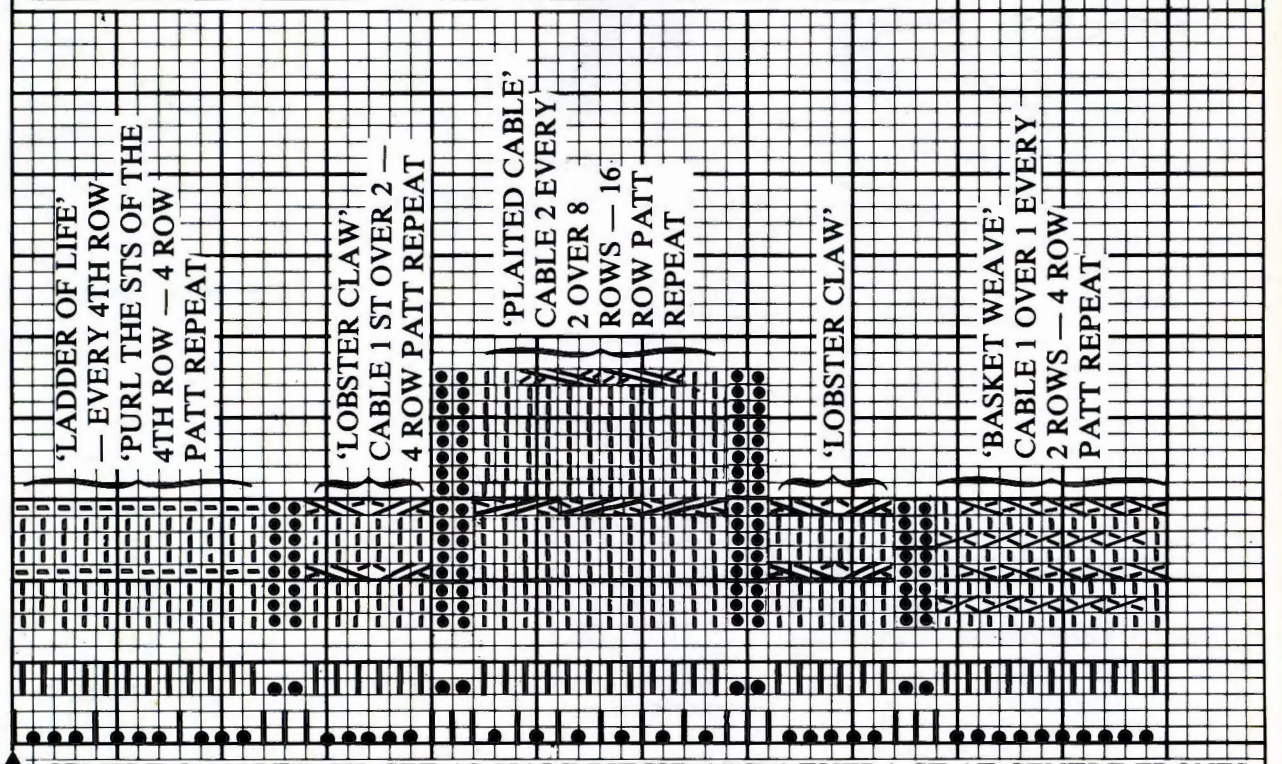 ‘LADDER OF LIFE’
— EVERY 4TH ROW
‘PURL THE STS OF THE
4TH ROW — 4 ROW
PATT REPEAT
‘LOBSTER CLAW’
CABLE 1 ST OVER 2 —
4 ROW PATT REPEAT
‘PLAITED CABLE’
CABLE 2 EVERY
2 OVER 8
ROWS — 16
ROW PATT
REPEAT
‘LOBSTER CLAW’
‘BASKET WEAVE’
CABLE 1 OVER 1 EVERY
2 ROWS — 4 ROW
PATT REPEAT